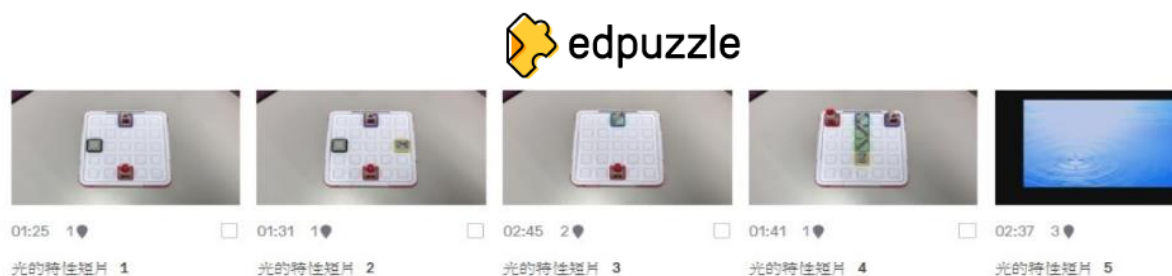 edpuzzle
01:25 1
01:31 1
02:45 2
01:41 1
02:37 3
光的特性短片 1
光的特性短片 2
光的特性短片 3
光的特性短片 4
光的特性短片 5